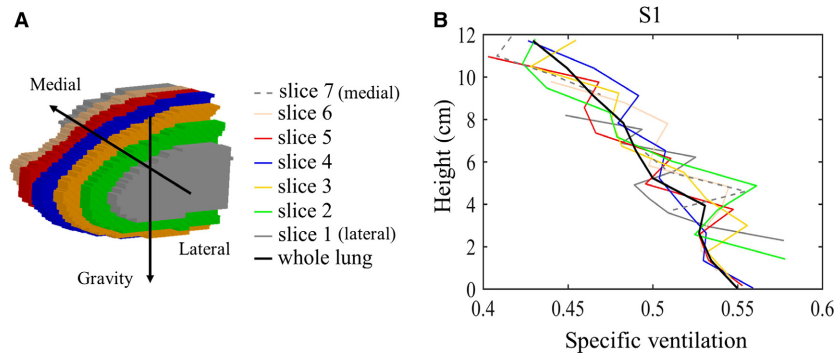 A
Medial
Lateral
Gravity
slice 7 (medial)
slice 6
slice 5
slice 4
slice 3
slice 2
slice 1 (lateral)
whole lung
B
S1
Height (cm)
12
10
8
6
4
2
0
0.4
0.45
0.5
0.55
0.6
Specific ventilation